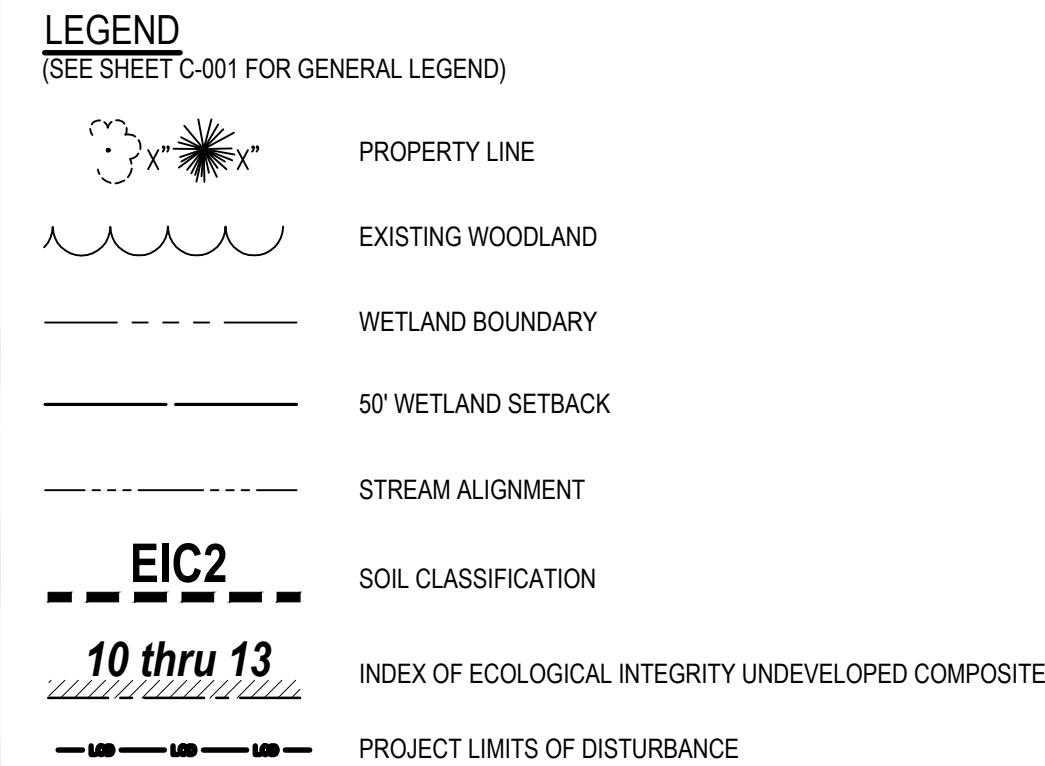 LEGEND
(SEE SHEET C-001 FOR GENERAL LEGEND)
X" X" PROPERTY LINE
EXISTING WOODLAND
WETLAND BOUNDARY
50' WETLAND SETBACK
STREAM ALIGNMENT
EIC2 SOIL CLASSIFICATION
10 thru 13 INDEX OF ECOLOGICAL INTEGRITY UNDEVELOPED COMPOSITE
LOD LOD LOD PROJECT LIMITS OF DISTURBANCE